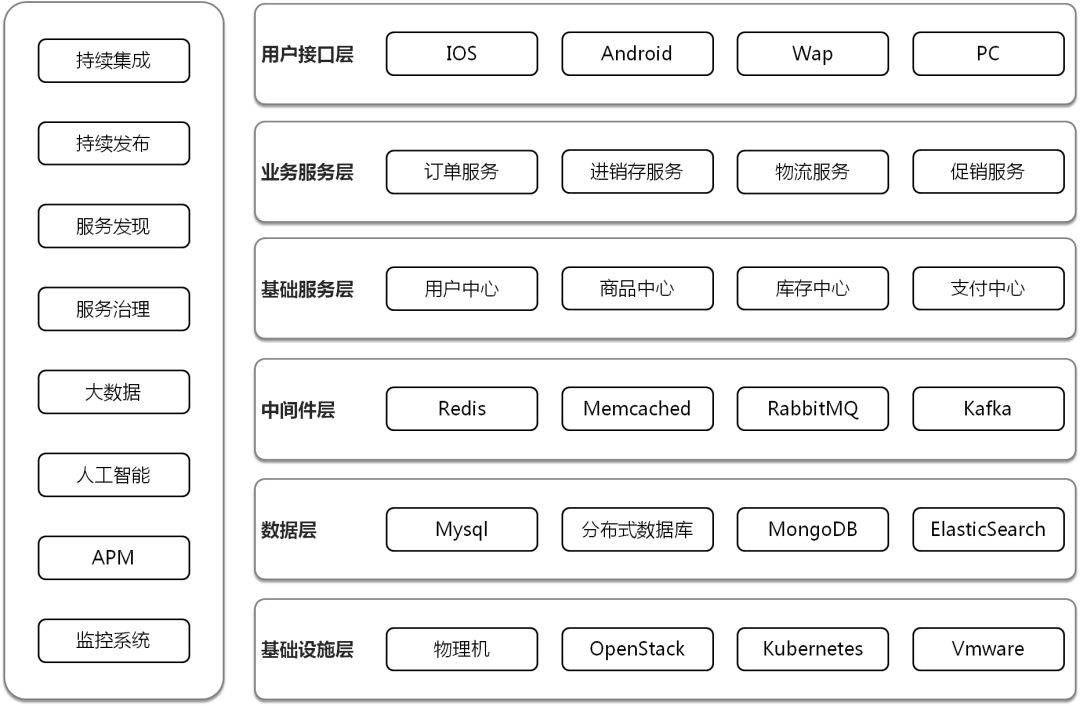 持续集成
持续发布
服务发现
服务治理
大数据
人工智能
APM
监控系统
用户接口层 IOS Android Wap PC
业务服务层 订单服务 进销存服务 物流服务 促销服务
基础服务层 用户中心 商品中心 库存中心 支付中心
中间件层 Redis Memcached RabbitMQ Kafka
数据层 Mysql 分布式数据库 MongoDB ElasticSearch
基础设施层 物理机 OpenStack Kubernetes Vmware